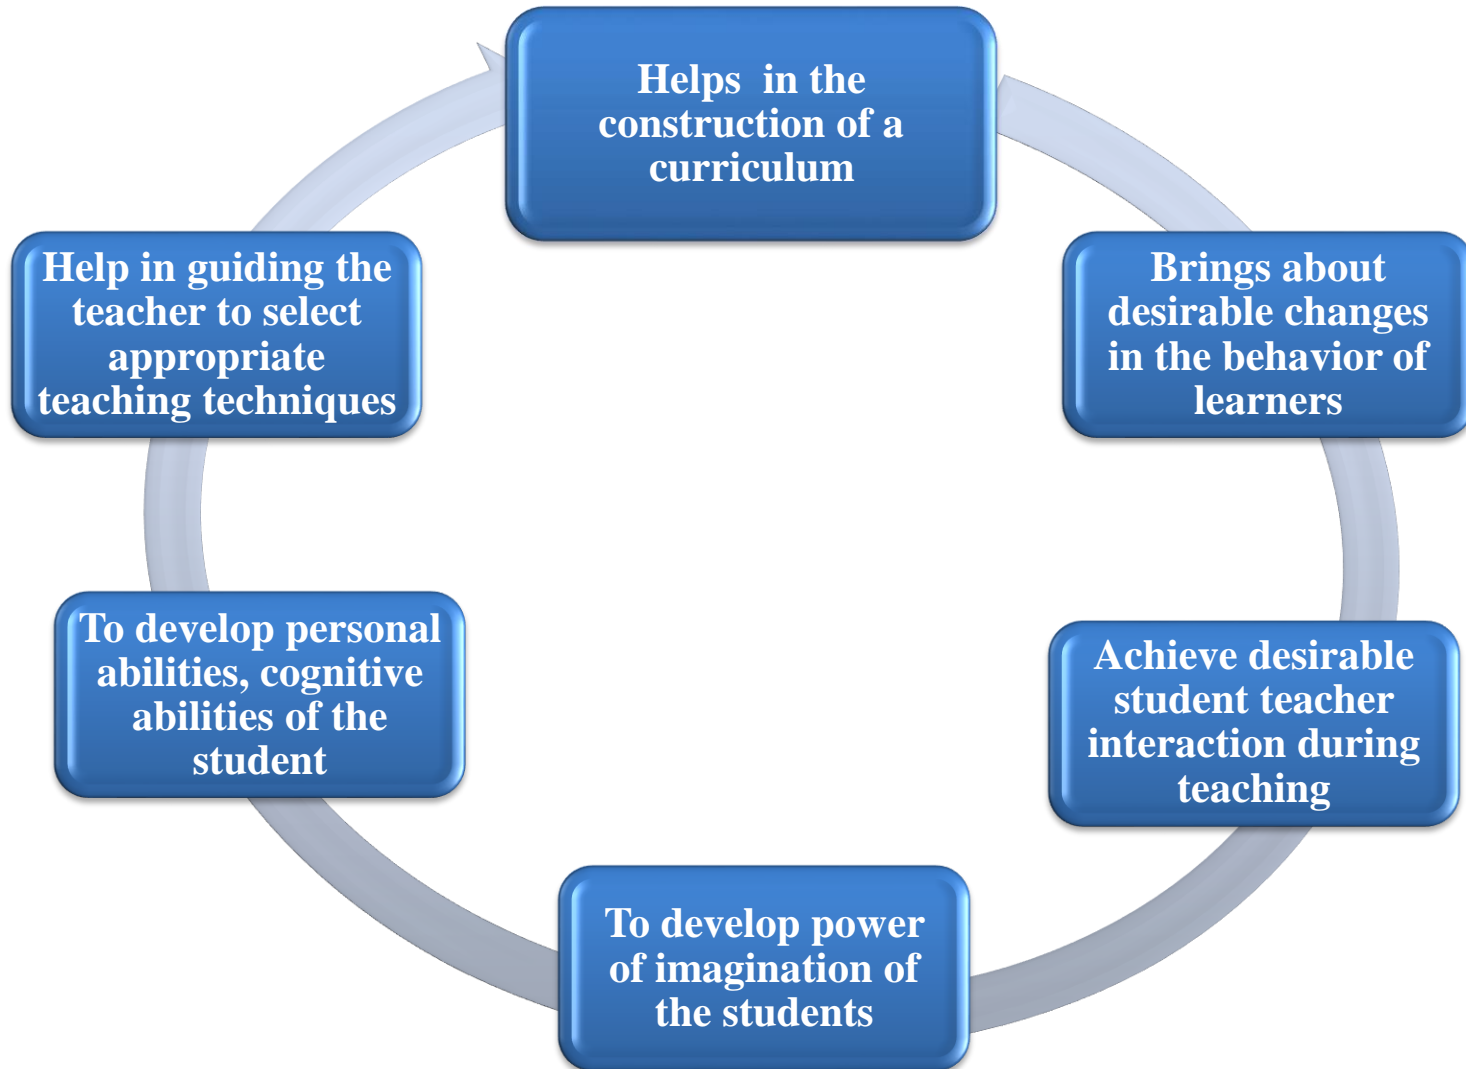 Helps  in the
construction of a
curriculum
Brings about
desirable changes
in the behavior of
learners
Achieve desirable
student teacher
interaction during
teaching
To develop power
of imagination of
the students
To develop personal
abilities, cognitive
abilities of the
student
Help in guiding the
teacher to select
appropriate
teaching techniques